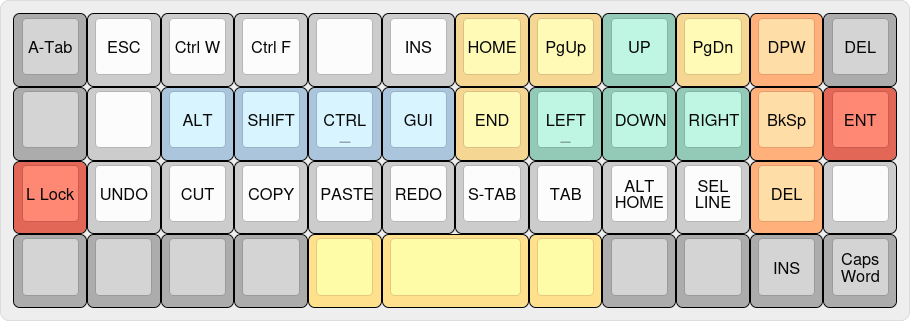 A-Tab ESC Ctrl W Ctrl F INS HOME PgUp UP PgDn DPW DEL
ALT SHIFT CTRL GUI END LEFT DOWN RIGHT BkSp ENT
_ _
L Lock UNDO CUT COPY PASTE REDO S-TAB TAB ALT HOME SEL LINE DEL
INS Caps Word